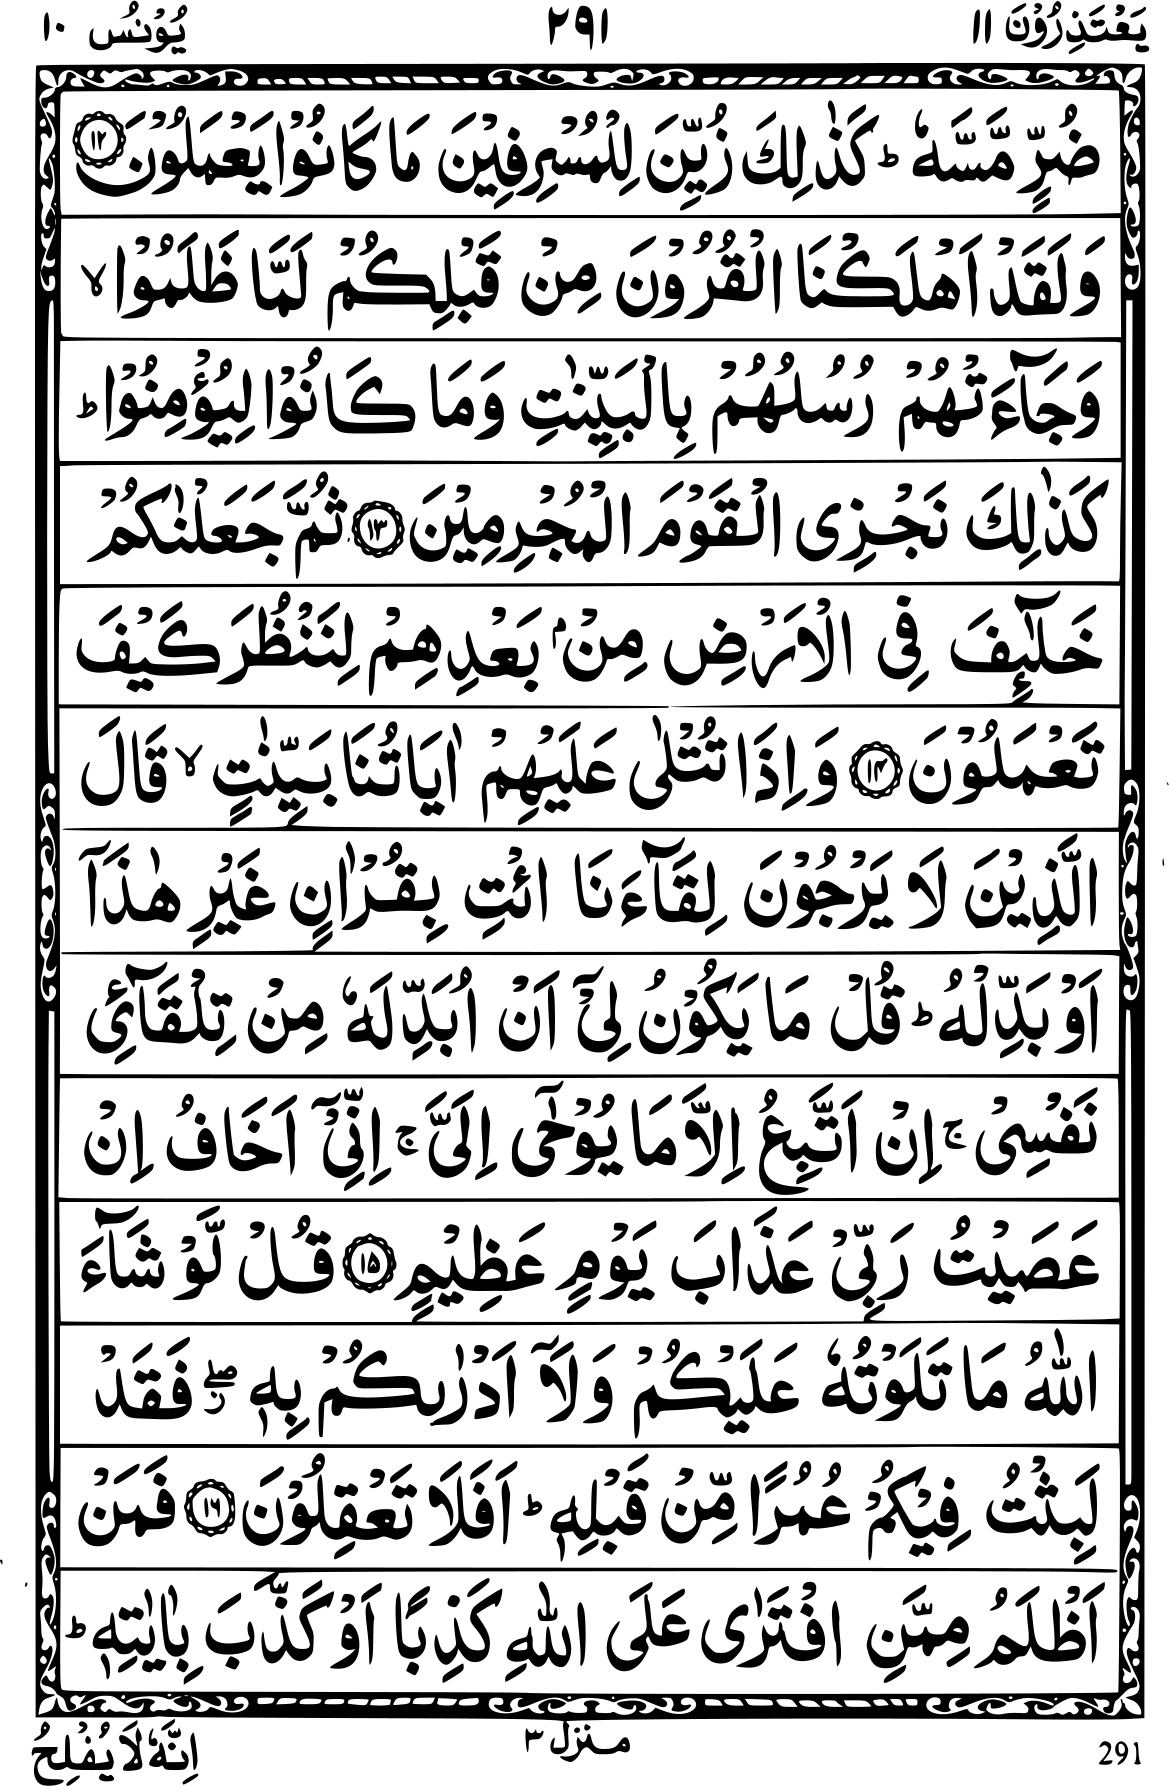 يَعْتَذِرُوْنَ ١١ ٢٩١ يُوْنُس ١٠
ضُرٍّ مَّسَّهٗ ؕ كَذٰلِكَ زُيِّنَ لِلْمُسْرِفِيْنَ مَا كَانُوْا يَعْمَلُوْنَ ١٢
وَلَقَدْ اَهْلَكْنَا الْقُرُوْنَ مِنْ قَبْلِكُمْ لَمَّا ظَلَمُوْا ۙ
وَجَآءَتْهُمْ رُسُلُهُمْ بِالْبَيِّنٰتِ وَمَا كَانُوْا لِيُؤْمِنُوْا ؕ
كَذٰلِكَ نَجْزِى الْقَوْمَ الْمُجْرِمِيْنَ ١٣ ثُمَّ جَعَلْنٰكُمْ
خَلٰٓئِفَ فِى الْاَرْضِ مِنْۢ بَعْدِهِمْ لِنَنْظُرَ كَيْفَ
تَعْمَلُوْنَ ١٤ وَاِذَا تُتْلٰى عَلَيْهِمْ اٰيَاتُنَا بَيِّنٰتٍ ۙ قَالَ
الَّذِيْنَ لَا يَرْجُوْنَ لِقَآءَنَا ائْتِ بِقُرْاٰنٍ غَيْرِ هٰذَاۤ
اَوْ بَدِّلْهُ ؕ قُلْ مَا يَكُوْنُ لِىْۤ اَنْ اُبَدِّلَهٗ مِنْ تِلْقَآئِ
نَفْسِىْ ۚ اِنْ اَتَّبِعُ اِلَّا مَا يُوْحٰٓى اِلَىَّ ۚ اِنِّىْۤ اَخَافُ اِنْ
عَصَيْتُ رَبِّىْ عَذَابَ يَوْمٍ عَظِيْمٍ ١٥ قُلْ لَّوْ شَآءَ
اللّٰهُ مَا تَلَوْتُهٗ عَلَيْكُمْ وَلَاۤ اَدْرٰىكُمْ بِهٖ ۖ ز فَقَدْ
لَبِثْتُ فِيْكُمْ عُمُرًا مِّنْ قَبْلِهٖ ؕ اَفَلَا تَعْقِلُوْنَ ١٦ فَمَنْ
اَظْلَمُ مِمَّنِ افْتَرٰى عَلَى اللّٰهِ كَذِبًا اَوْ كَذَّبَ بِاٰيٰتِهٖ ؕ
291 منزل ٣ اِنَّهٗ لَا يُفْلِحُ